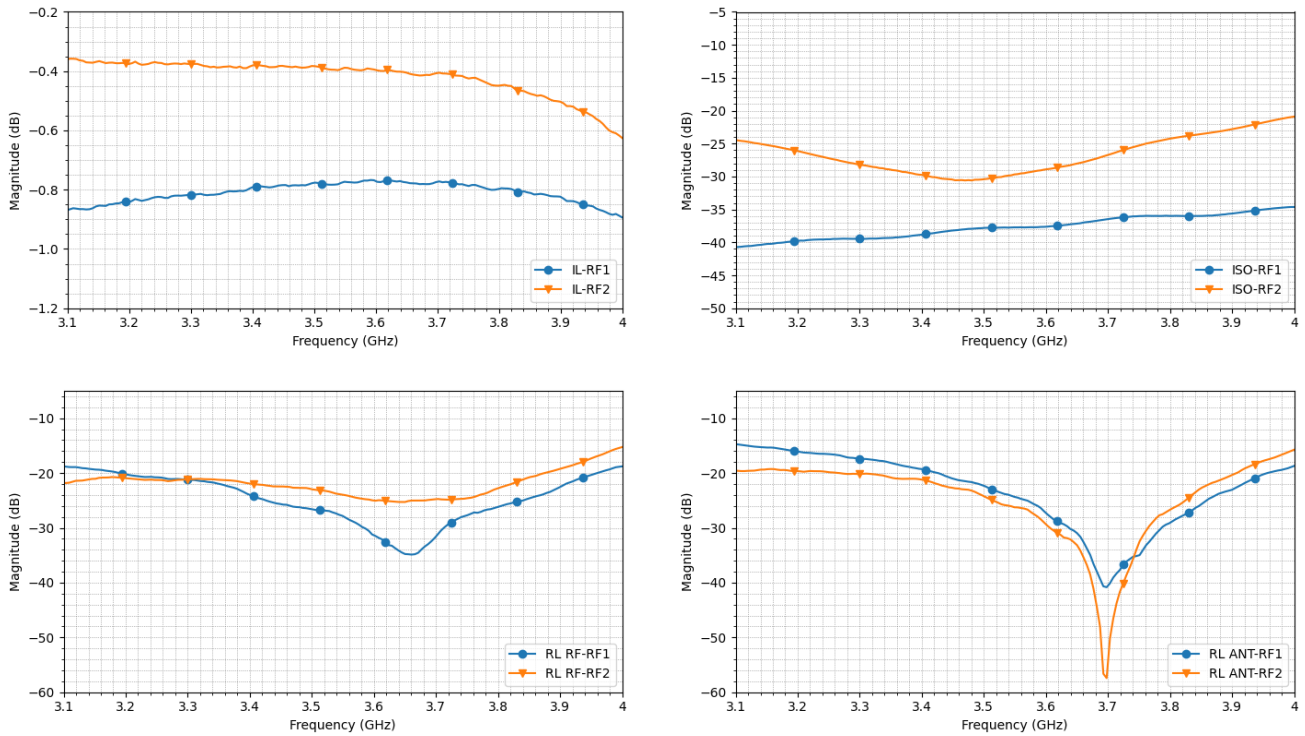 −0.2
−0.4
−0.6
−0.8
−1.0
−1.2
Magnitude (dB)
3.1 3.2 3.3 3.4 3.5 3.6 3.7 3.8 3.9 4
Frequency (GHz)
IL-RF1
IL-RF2
−5
−10
−15
−20
−25
−30
−35
−40
−45
−50
Magnitude (dB)
3.1 3.2 3.3 3.4 3.5 3.6 3.7 3.8 3.9 4
Frequency (GHz)
ISO-RF1
ISO-RF2
−10
−20
−30
−40
−50
−60
Magnitude (dB)
3.1 3.2 3.3 3.4 3.5 3.6 3.7 3.8 3.9 4
Frequency (GHz)
RL RF-RF1
RL RF-RF2
−10
−20
−30
−40
−50
−60
Magnitude (dB)
3.1 3.2 3.3 3.4 3.5 3.6 3.7 3.8 3.9 4
Frequency (GHz)
RL ANT-RF1
RL ANT-RF2